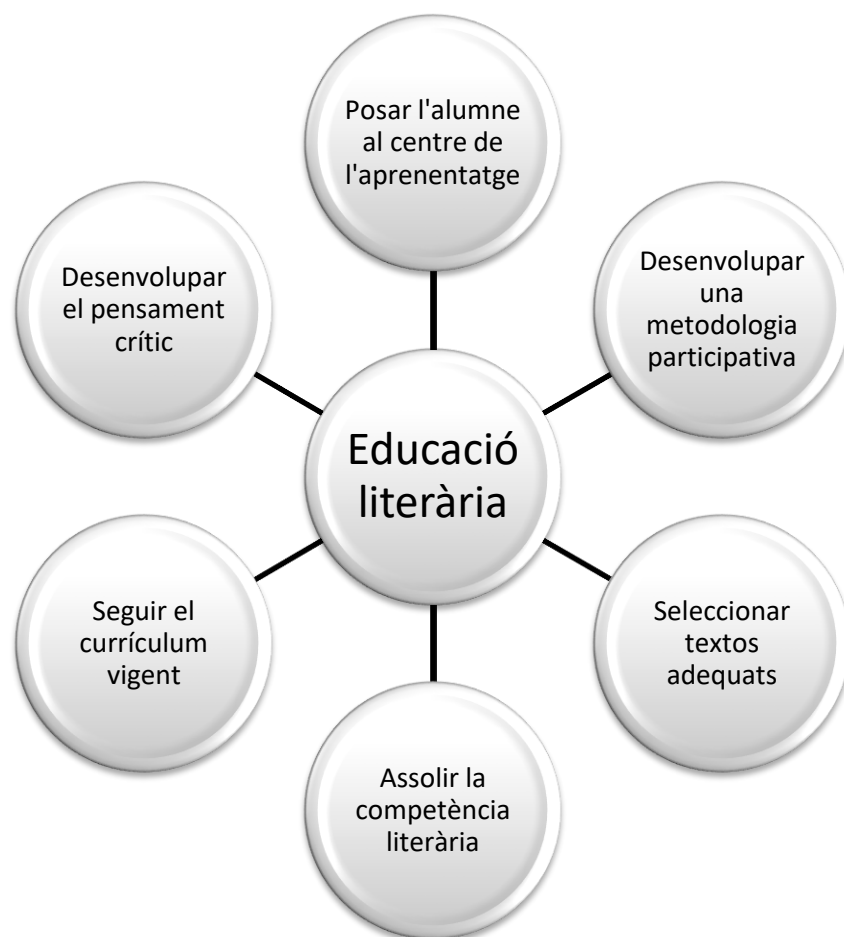 Posar l'alumne
al centre de
l'aprenentatge
Desenvolupar
una
metodologia
participativa
Seleccionar
textos
adequats
Assolir la
competència
literària
Seguir el
currículum
vigent
Desenvolupar
el pensament
crític
Educació
literària